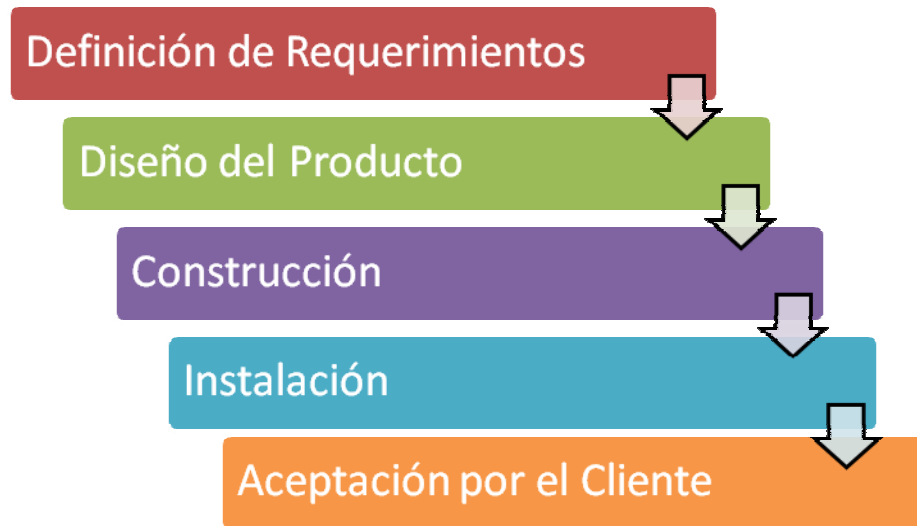 Definición de Requerimientos
Diseño del Producto
Construcción
Instalación
Aceptación por el Cliente